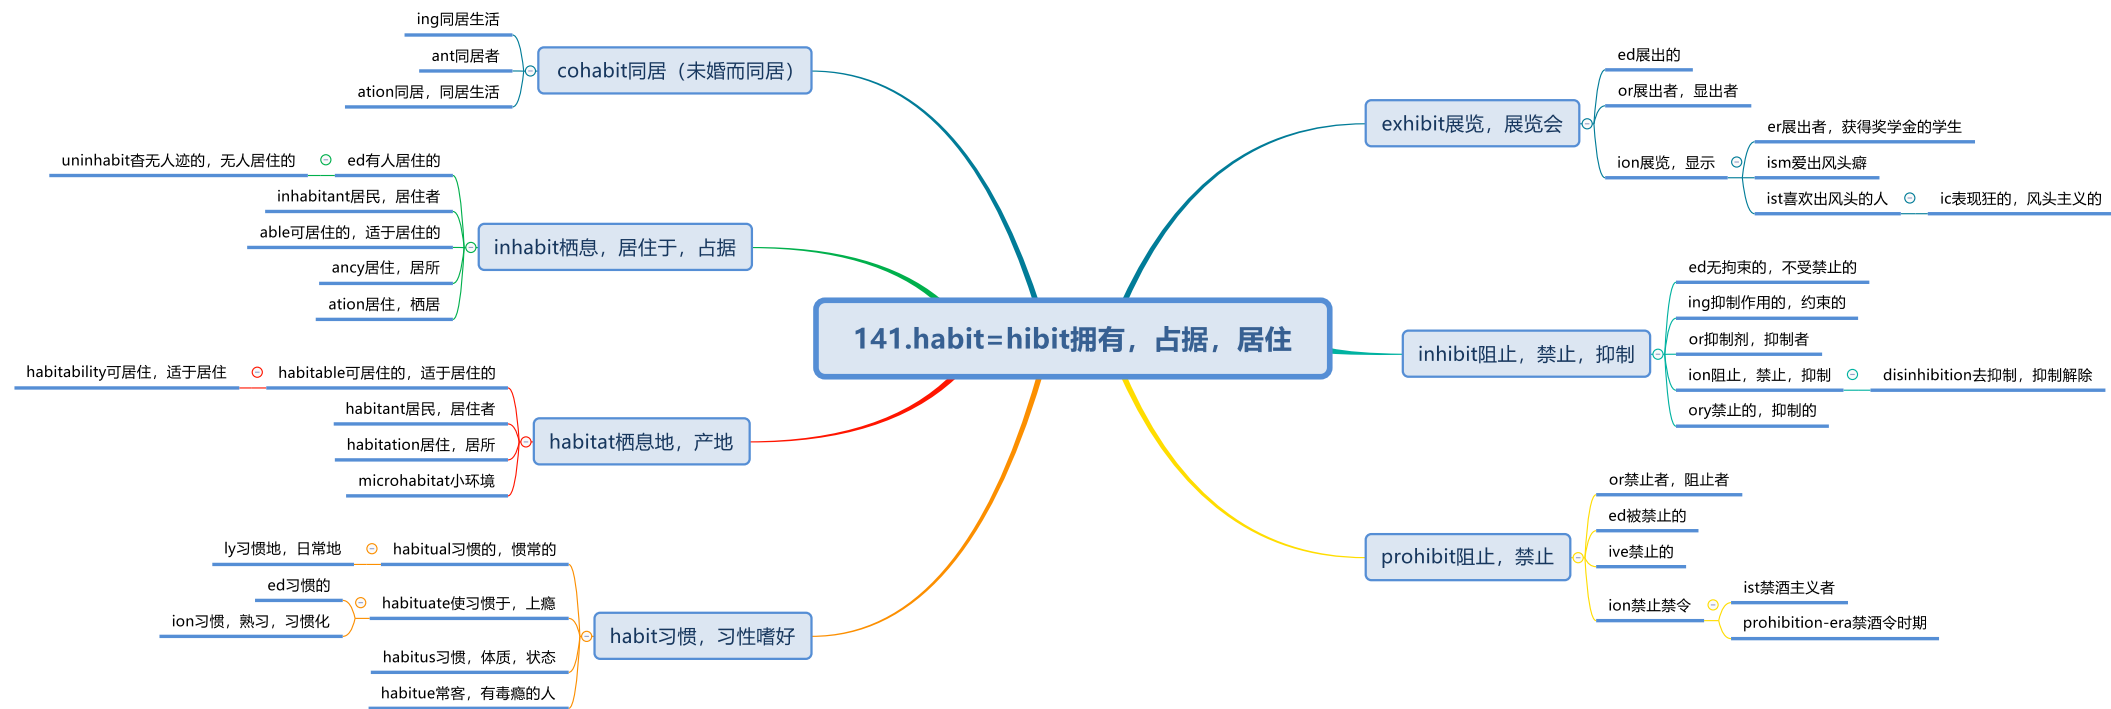 141.habit=hibit拥有，占据，居住
exhibit展览，展览会
ed展出的
or展出者，显出者
ion展览，显示
er展出者，获得奖学金的学生
ism爱出风头癖
ist喜欢出风头的人
ic表现狂的，风头主义的
inhibit阻止，禁止，抑制
ed无拘束的，不受禁止的
ing抑制作用的，约束的
or抑制剂，抑制者
ion阻止，禁止，抑制
disinhibition去抑制，抑制解除
ory禁止的，抑制的
prohibit阻止，禁止
or禁止者，阻止者
ed被禁止的
ive禁止的
ion禁止禁令
ist禁酒主义者
prohibition-era禁酒令时期
cohabit同居（未婚而同居）
ing同居生活
ant同居者
ation同居，同居生活
inhabit栖息，居住于，占据
ed有人居住的
uninhabit杳无人迹的，无人居住的
inhabitant居民，居住者
able可居住的，适于居住的
ancy居住，居所
ation居住，栖居
habitat栖息地，产地
habitable可居住的，适于居住的
habitability可居住，适于居住
habitant居民，居住者
habitation居住，居所
microhabitat小环境
habit习惯，习性嗜好
habitual习惯的，惯常的
ly习惯地，日常地
habituate使习惯于，上瘾
ed习惯的
ion习惯，熟习，习惯化
habitus习惯，体质，状态
habitue常客，有毒瘾的人